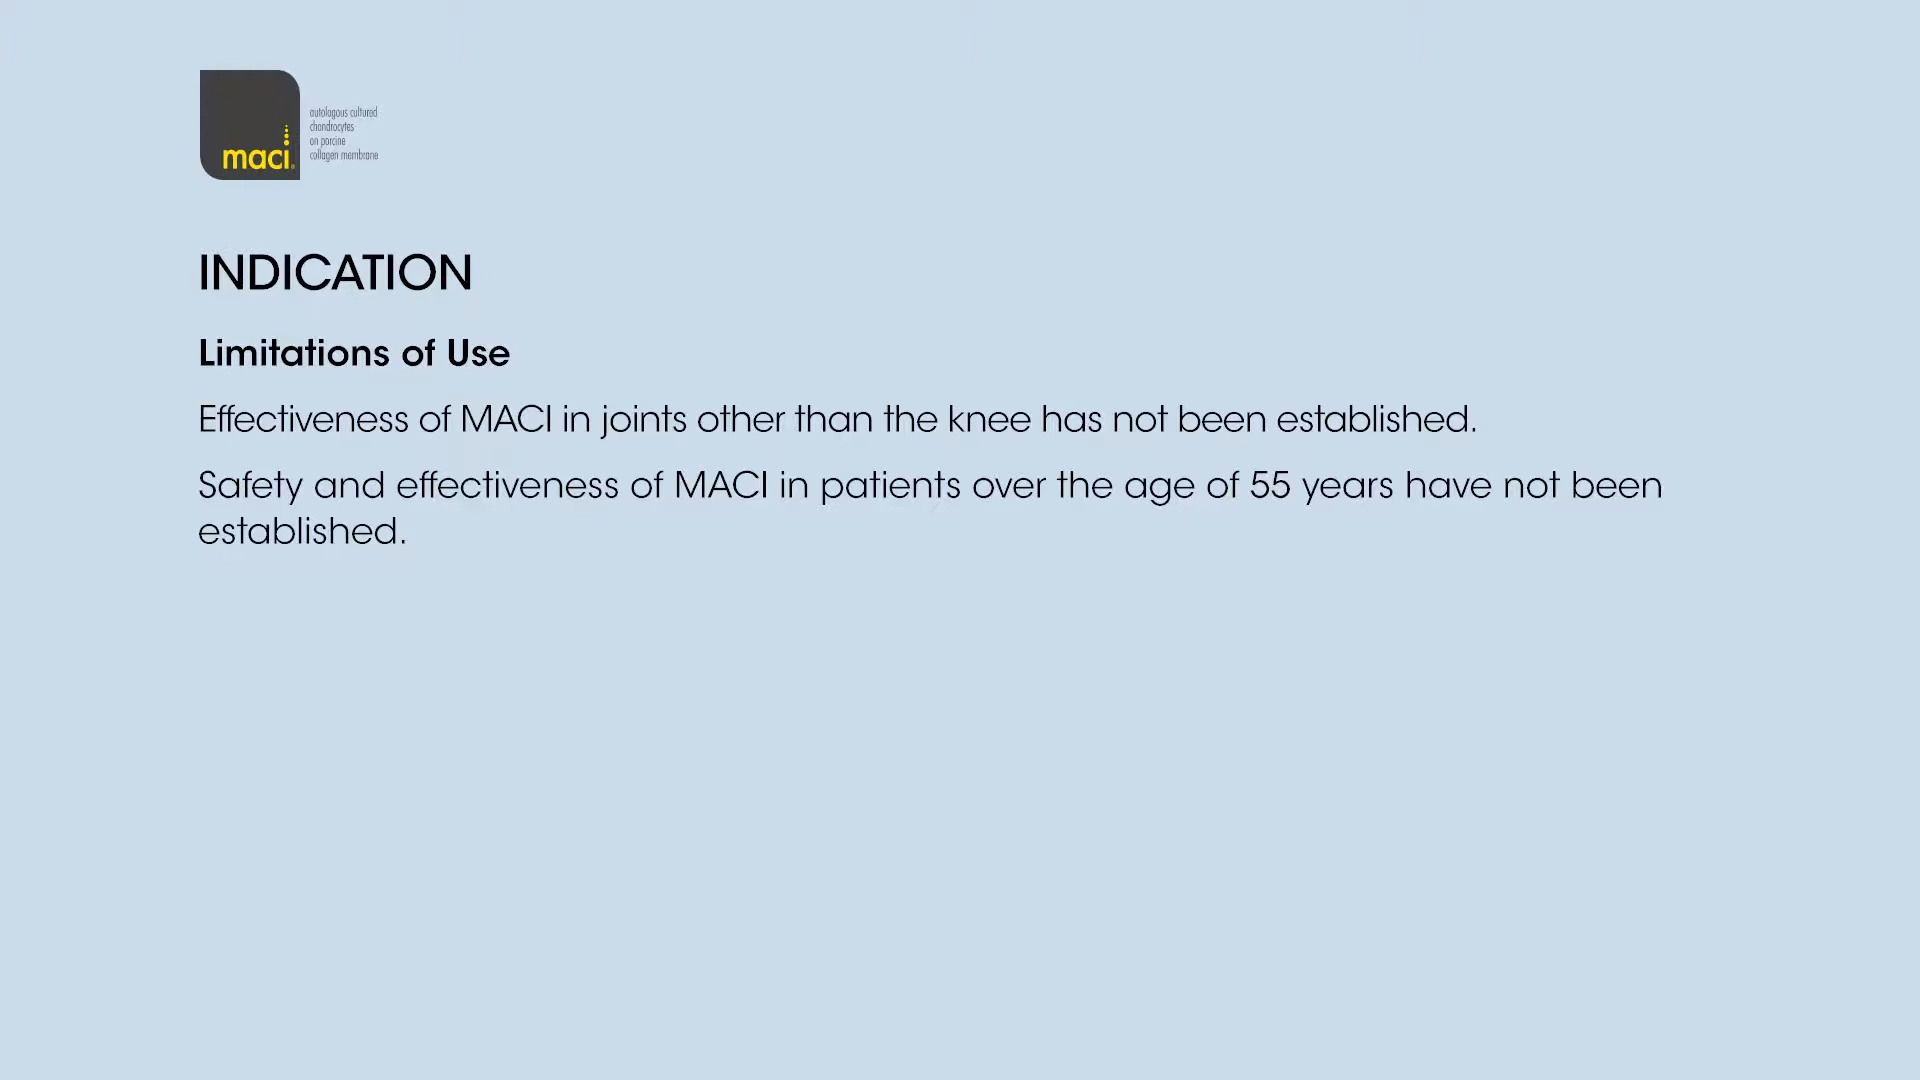 maci®
autologous cultured
chondrocytes
on porcine
collagen membrane
INDICATION
Limitations of Use
Effectiveness of MACI in joints other than the knee has not been established.
Safety and effectiveness of MACI in patients over the age of 55 years have not been
established.